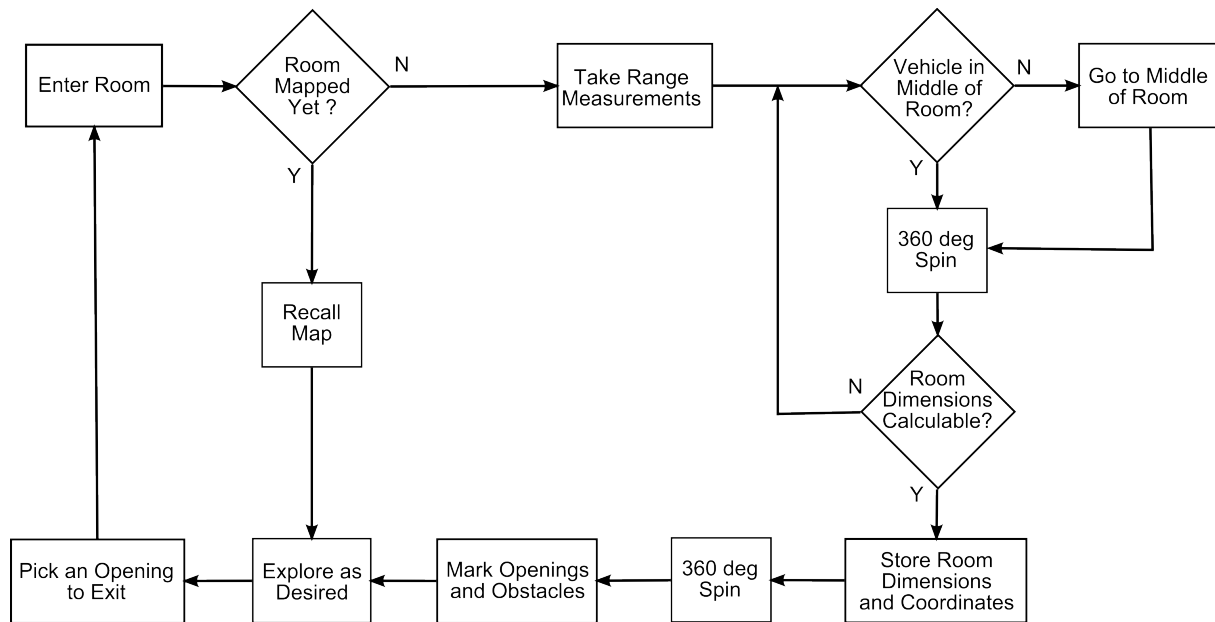 Enter Room
Room
Mapped
Yet ?
N
Y
Take Range
Measurements
Vehicle in
Middle of
Room?
N
Y
Go to Middle
of Room
360 deg
Spin
Recall
Map
Room
Dimensions
Calculable?
N
Y
Pick an Opening
to Exit
Explore as
Desired
Mark Openings
and Obstacles
360 deg
Spin
Store Room
Dimensions
and Coordinates